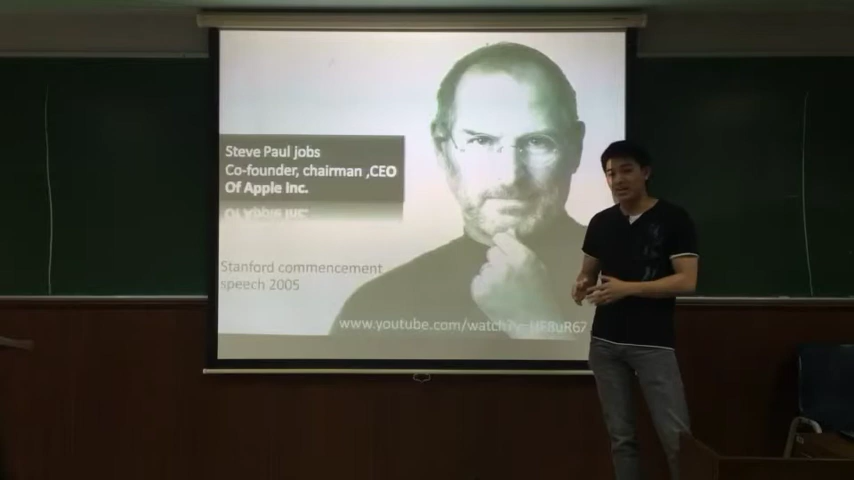 Steve Paul jobs
Co-founder, chairman ,CEO
Of Apple Inc.
Stanford commencement
speech 2005